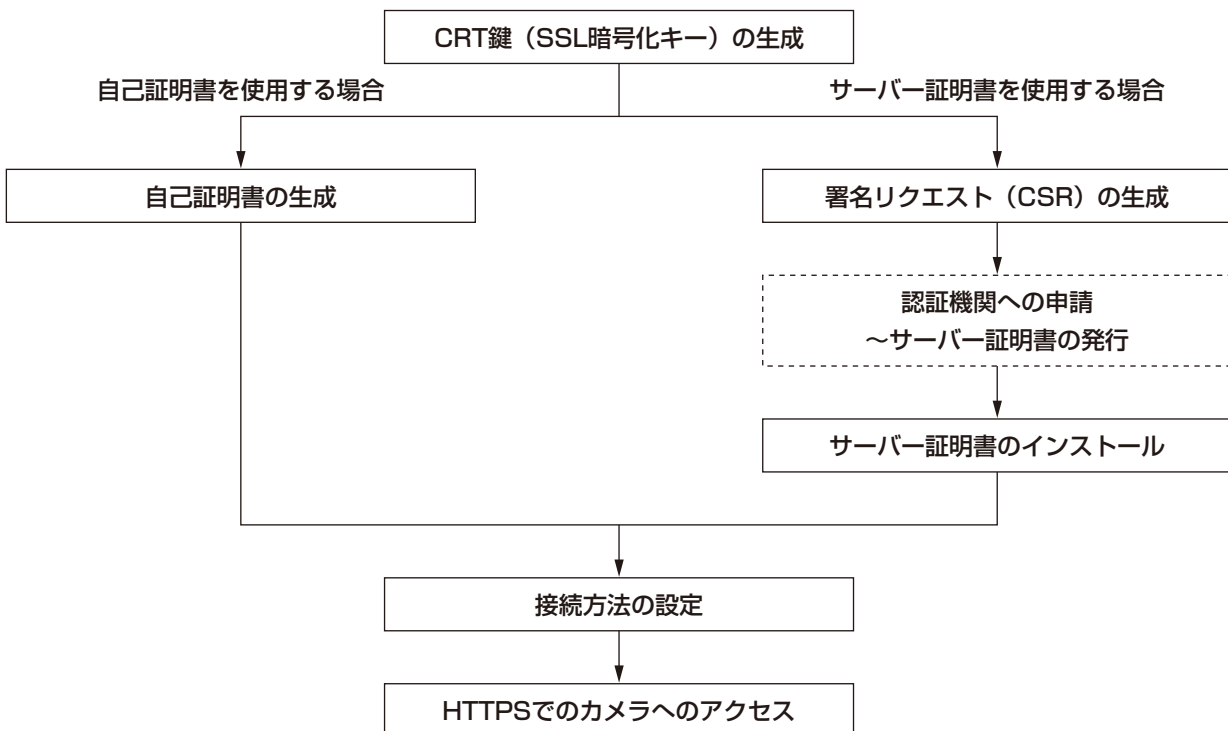 CRT鍵（SSL暗号化キー）の生成
自己証明書を使用する場合
サーバー証明書を使用する場合
自己証明書の生成
署名リクエスト（CSR）の生成
認証機関への申請
～サーバー証明書の発行
サーバー証明書のインストール
接続方法の設定
HTTPSでのカメラへのアクセス